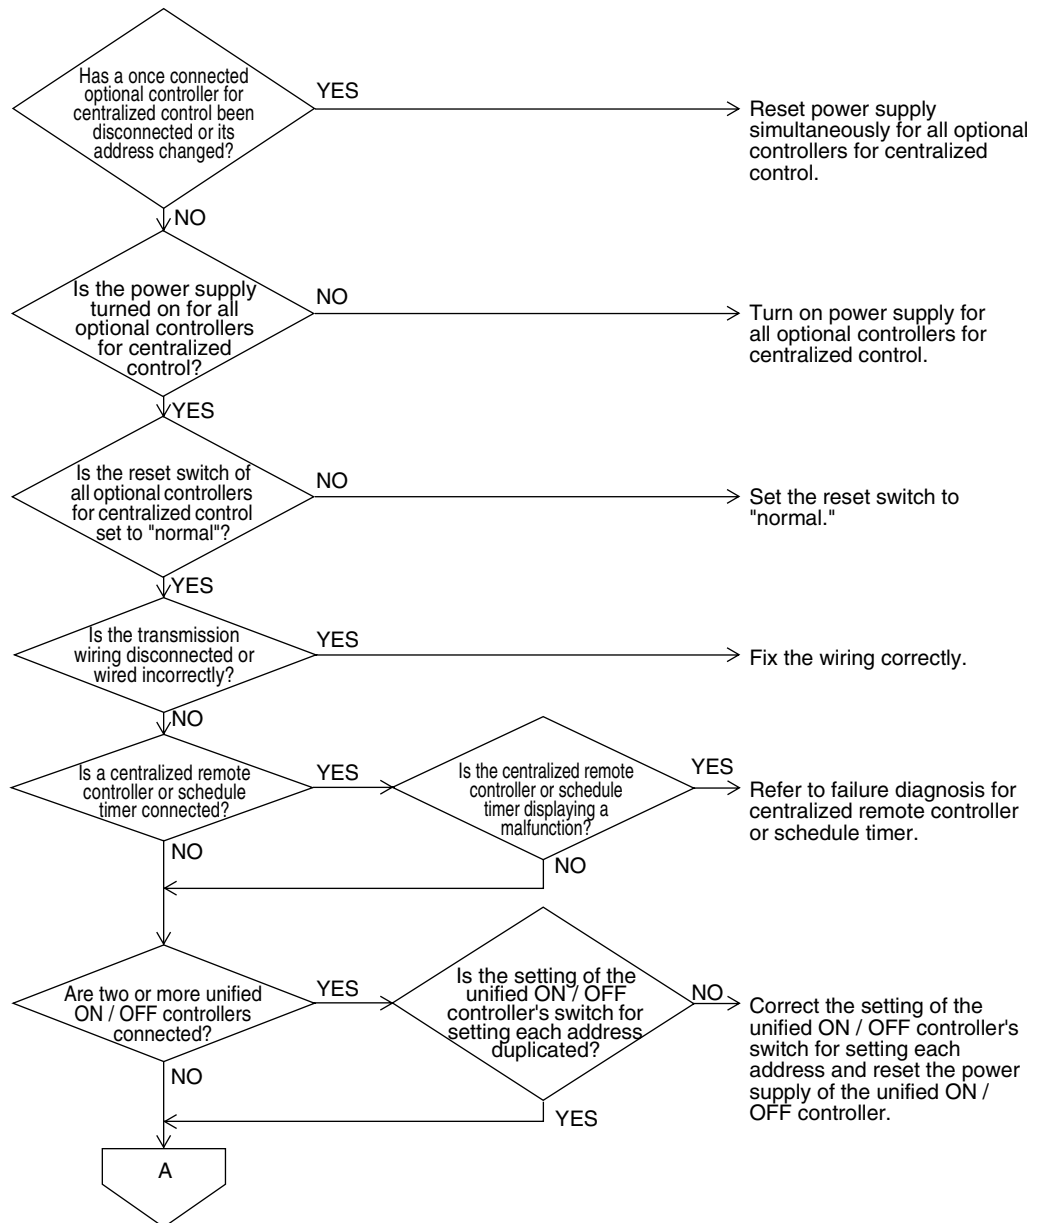 Has a once connected
optional controller for
centralized control been
disconnected or its
address changed?
YES
Reset power supply
simultaneously for all optional
controllers for centralized
control.
NO
Is the power supply
turned on for all
optional controllers
for centralized
control?
NO
Turn on power supply for
all optional controllers for
centralized control.
YES
Is the reset switch of
all optional controllers
for centralized control
set to "normal"?
NO
Set the reset switch to
"normal."
YES
Is the transmission
wiring disconnected or
wired incorrectly?
YES
Fix the wiring correctly.
NO
Is a centralized remote
controller or schedule
timer connected?
YES
Is the centralized remote
controller or schedule
timer displaying a
malfunction?
YES
Refer to failure diagnosis for
centralized remote controller
or schedule timer.
NO
NO
Are two or more unified
ON / OFF controllers
connected?
YES
Is the setting of the
unified ON / OFF
controller's switch for
setting each address
duplicated?
NO
Correct the setting of the
unified ON / OFF controller's
switch for setting each
address and reset the power
supply of the unified ON /
OFF controller.
NO
YES
A